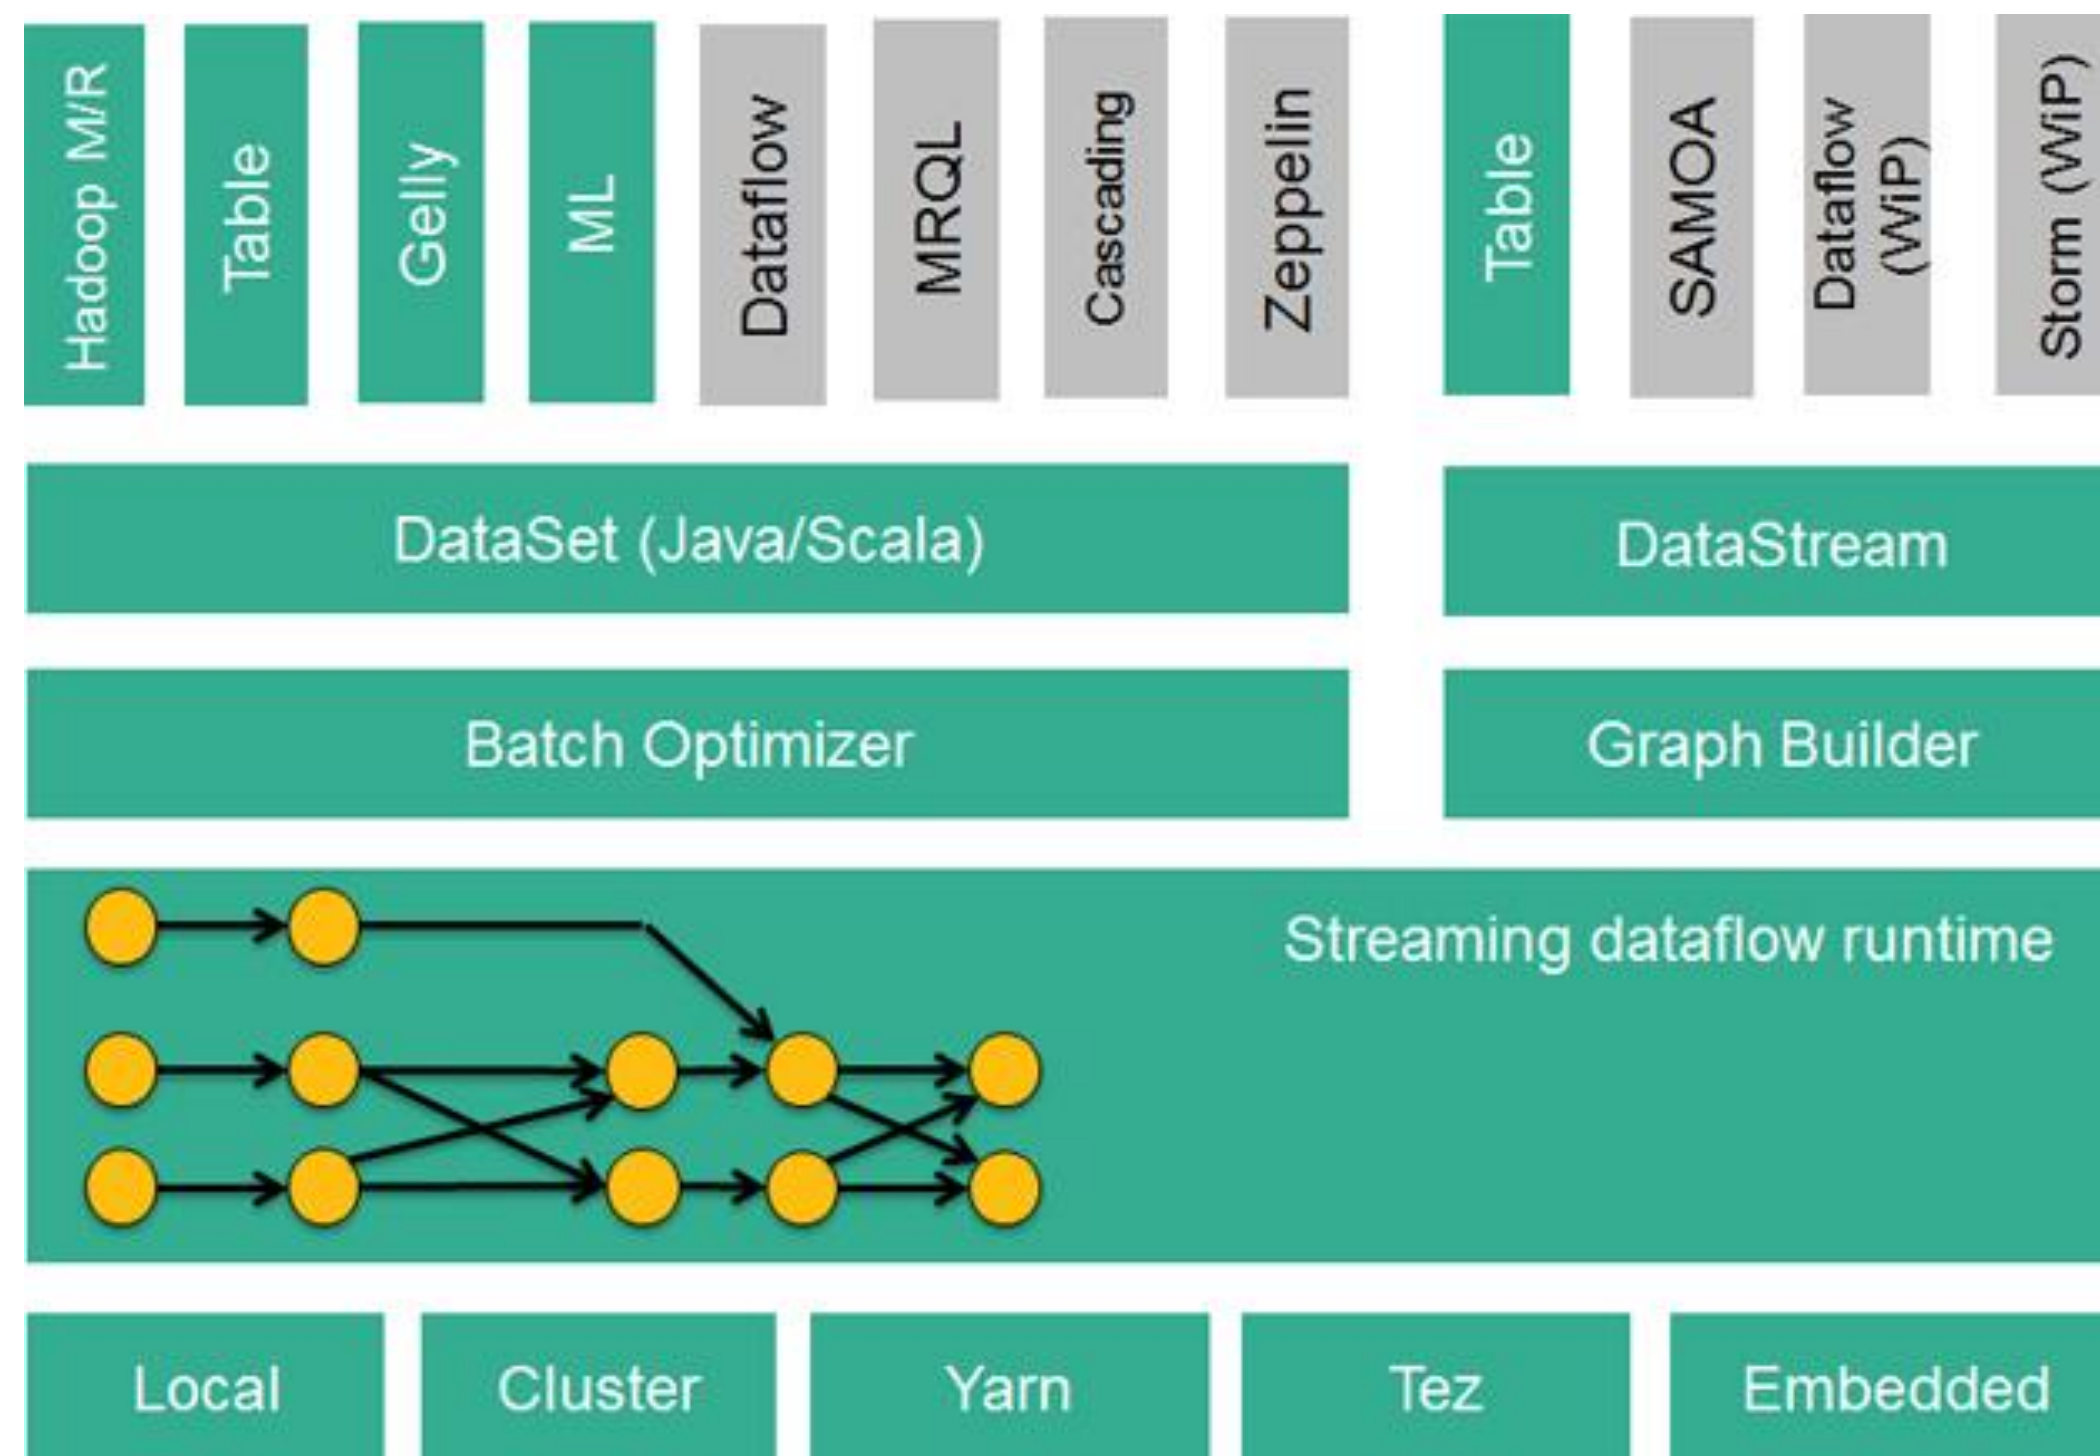 Hadoop M/R
Table
Gelly
ML
Dataflow
MRQL
Cascading
Zeppelin
Table
SAMOA
Dataflow
(WiP)
Storm (WiP)
DataSet (Java/Scala)
DataStream
Batch Optimizer
Graph Builder
Streaming dataflow runtime
Local
Cluster
Yarn
Tez
Embedded